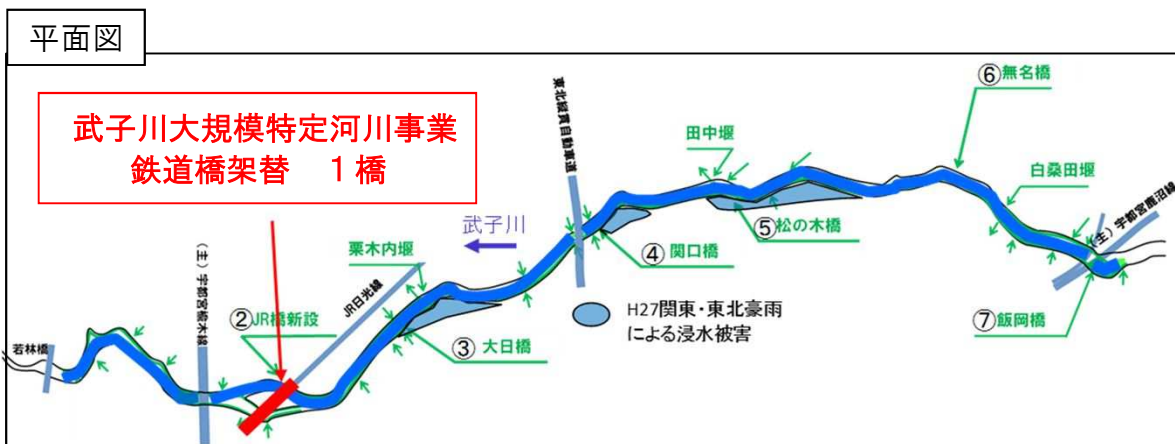 平面図
武子川大規模特定河川事業
鉄道橋架替　1橋
⑥無名橋
東北縦貫自動車道
田中堰
白桑田堰
(主)宇都宮鹿沼線
武子川
⑤松の木橋
④関口橋
栗木内堰
(主)宇都宮栃木線
JR日光線
②JR橋新設
H27関東・東北豪雨
による浸水被害
⑦飯岡橋
③大日橋
若林橋